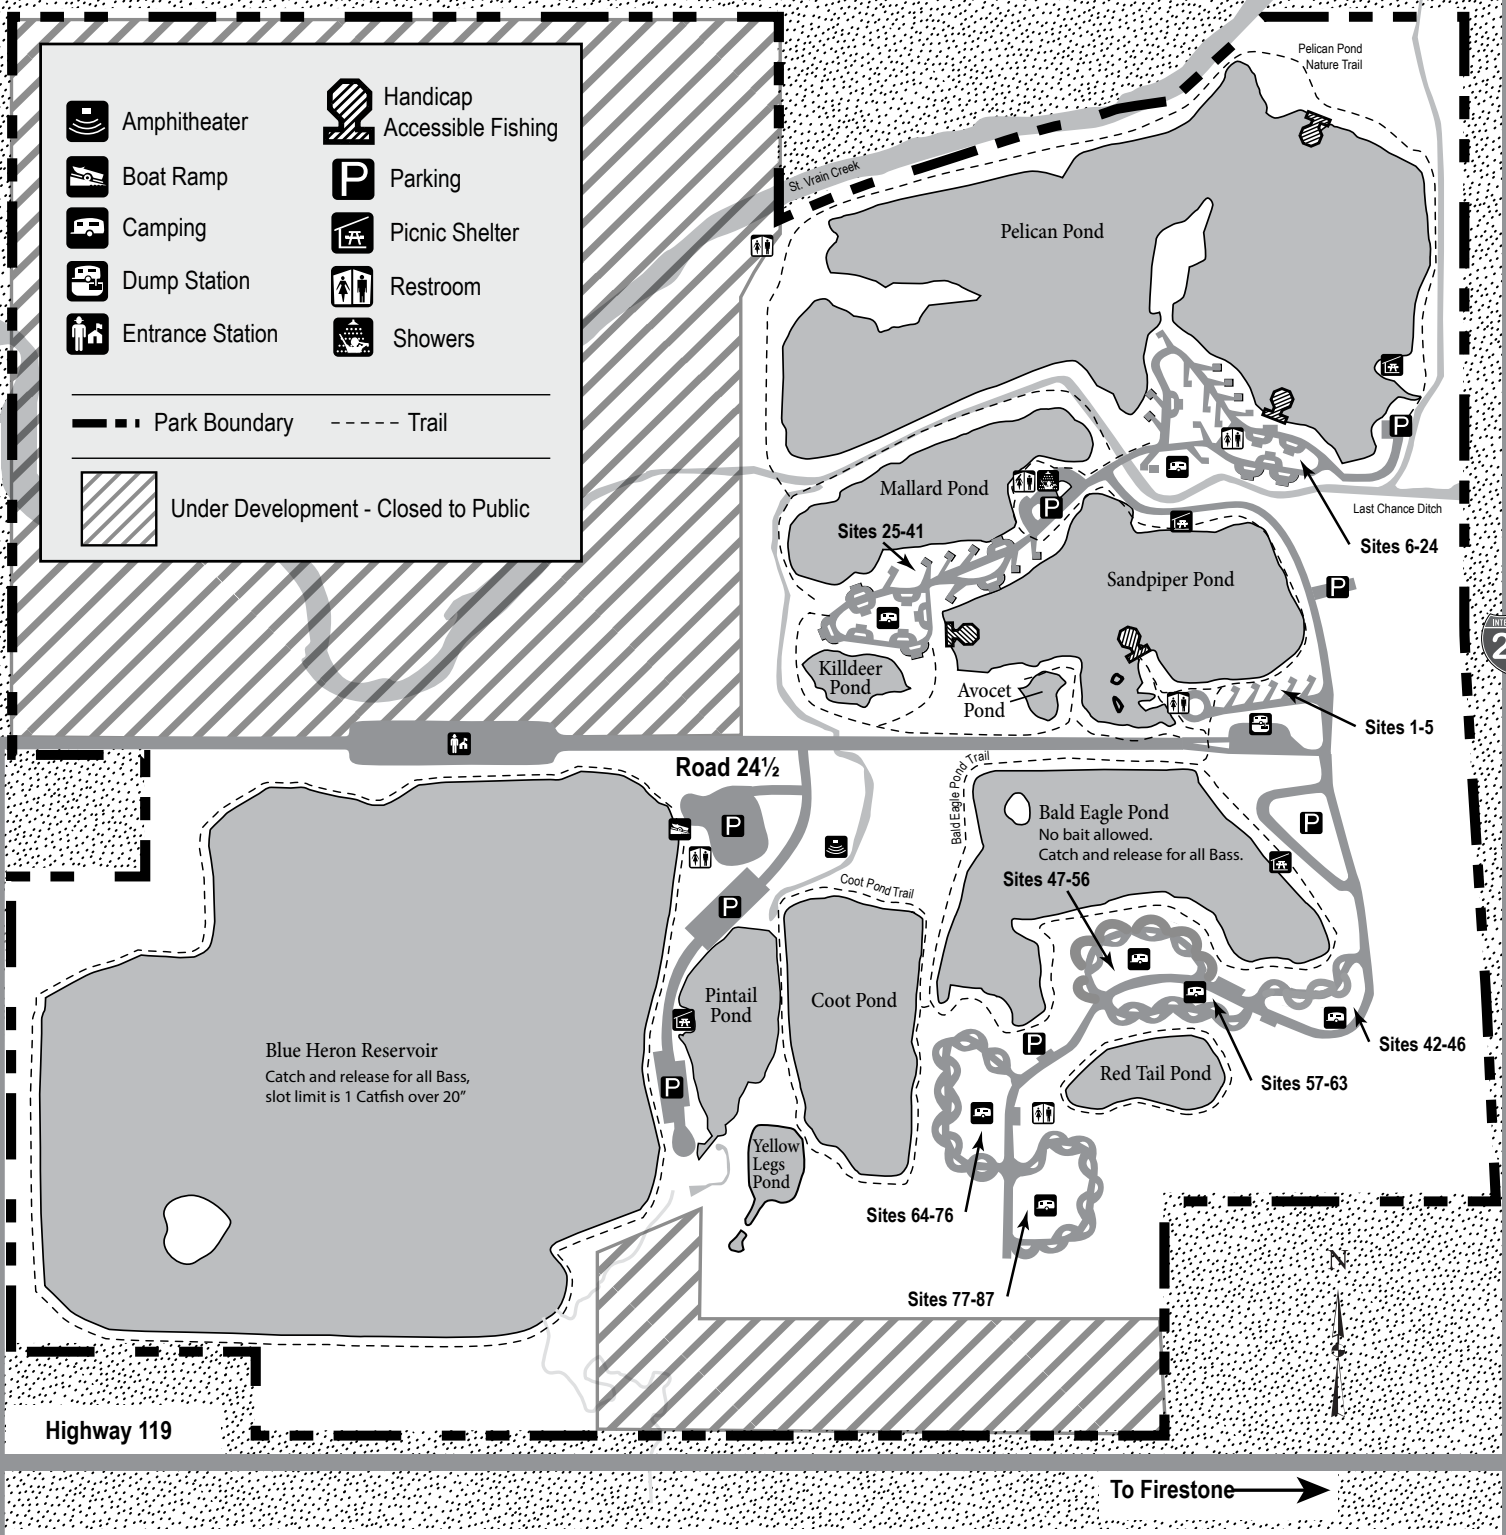 Amphitheater
Boat Ramp
Camping
Dump Station
Entrance Station
Handicap
Accessible Fishing
P
Parking
Picnic Shelter
Restroom
Showers
Park Boundary
Trail
Under Development - Closed to Public
Pelican Pond
Nature Trail
St. Vrain Creek
Pelican Pond
P
Mallard Pond
P
Sites 25-41
Last Chance Ditch
Sites 6-24
Sandpiper Pond
P
INTE
2
Killdeer
Pond
Avocet
Pond
Sites 1-5
Road 24½
Bald Eagle Pond Trail
P
Bald Eagle Pond
No bait allowed.
Catch and release for all Bass.
P
Sites 47-56
Coot Pond Trail
P
Pintail
Pond
Coot Pond
Blue Heron Reservoir
Catch and release for all Bass,
slot limit is 1 Catfish over 20”
P
P
Red Tail Pond
Sites 42-46
Sites 57-63
Yellow
Legs
Pond
Sites 64-76
Sites 77-87
N
Highway 119
To Firestone